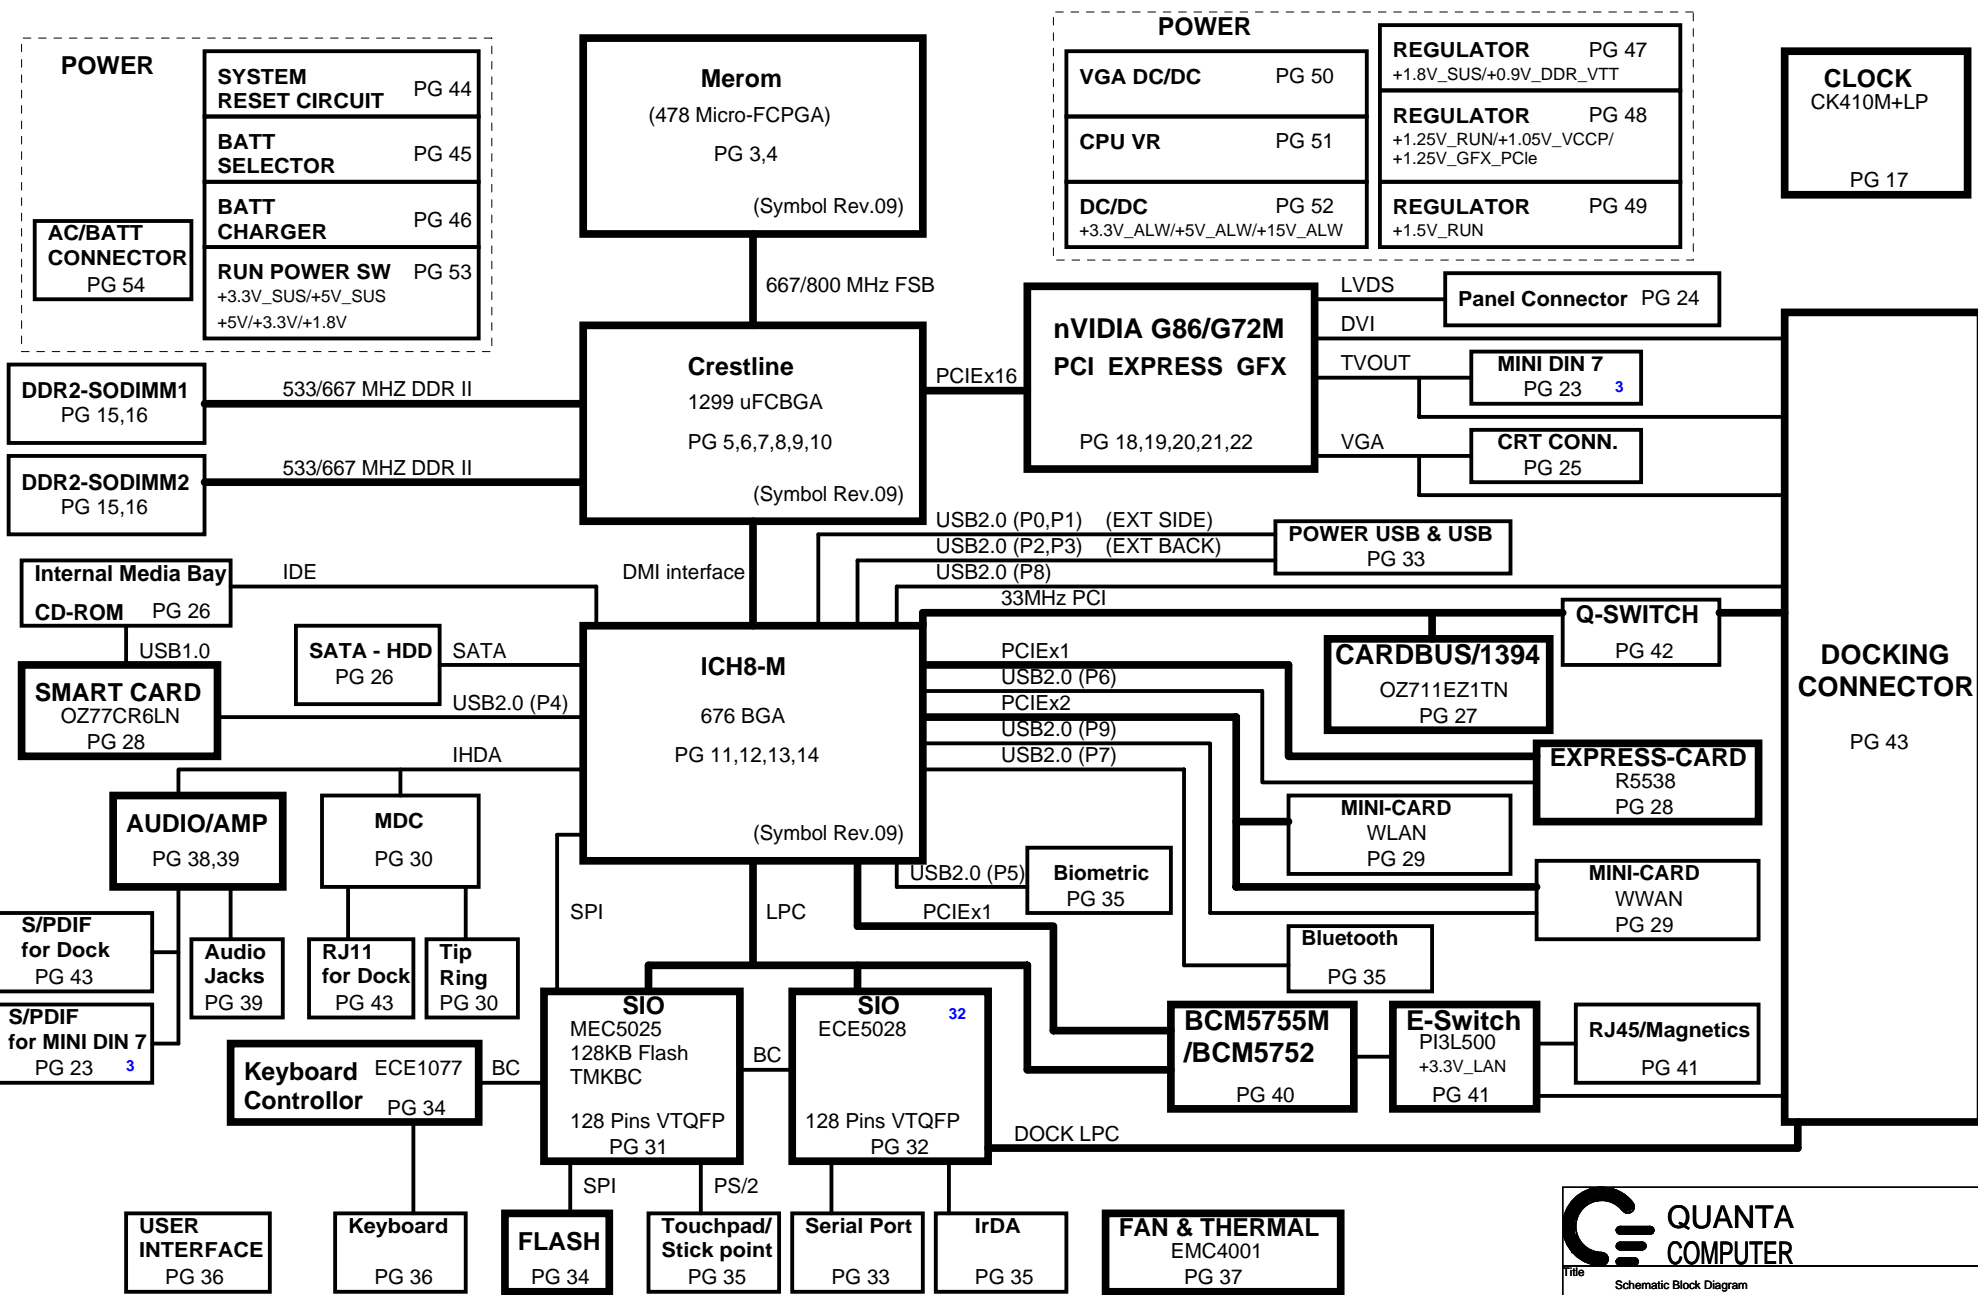 POWER
SYSTEM
RESET CIRCUIT PG 44
BATT
SELECTOR PG 45
BATT
CHARGER PG 46
RUN POWER SW PG 53
+3.3V_SUS/+5V_SUS
+5V/+3.3V/+1.8V
AC/BATT
CONNECTOR
PG 54
Merom
(478 Micro-FCPGA)
PG 3,4
(Symbol Rev.09)
POWER
VGA DC/DC PG 50
CPU VR PG 51
DC/DC PG 52
+3.3V_ALW/+5V_ALW/+15V_ALW
REGULATOR PG 47
+1.8V_SUS/+0.9V_DDR_VTT
REGULATOR PG 48
+1.25V_RUN/+1.05V_VCCP/
+1.25V_GFX_PCIe
REGULATOR PG 49
+1.5V_RUN
CLOCK
CK410M+LP
PG 17
667/800 MHz FSB
DDR2-SODIMM1
PG 15,16
533/667 MHZ DDR II
DDR2-SODIMM2
PG 15,16
533/667 MHZ DDR II
Crestline
1299 uFCBGA
PG 5,6,7,8,9,10
(Symbol Rev.09)
PCIEx16
nVIDIA G86/G72M
PCI EXPRESS GFX
PG 18,19,20,21,22
LVDS
Panel Connector PG 24
DVI
TVOUT
MINI DIN 7
PG 23 3
VGA
CRT CONN.
PG 25
DOCKING
CONNECTOR
PG 43
USB2.0 (P0,P1) (EXT SIDE)
USB2.0 (P2,P3) (EXT BACK)
POWER USB & USB
PG 33
USB2.0 (P8)
33MHz PCI
Q-SWITCH
PG 42
CARDBUS/1394
OZ711EZ1TN
PG 27
Internal Media Bay
CD-ROM PG 26
IDE
DMI interface
USB1.0
SATA - HDD
PG 26
SATA
SMART CARD
OZ77CR6LN
PG 28
USB2.0 (P4)
IHDA
ICH8-M
676 BGA
PG 11,12,13,14
(Symbol Rev.09)
PCIEx1
USB2.0 (P6)
PCIEx2
USB2.0 (P9)
USB2.0 (P7)
EXPRESS-CARD
R5538
PG 28
MINI-CARD
WLAN
PG 29
MINI-CARD
WWAN
PG 29
AUDIO/AMP
PG 38,39
MDC
PG 30
USB2.0 (P5)
Biometric
PG 35
SPI
LPC
PCIEx1
Bluetooth
PG 35
S/PDIF
for Dock
PG 43
Audio
Jacks
PG 39
RJ11
for Dock
PG 43
Tip
Ring
PG 30
S/PDIF
for MINI DIN 7
PG 23 3
SIO
MEC5025
128KB Flash
TMKBC
128 Pins VTQFP
PG 31
BC
SIO 32
ECE5028
128 Pins VTQFP
PG 32
BCM5755M
/BCM5752
PG 40
E-Switch
PI3L500
+3.3V_LAN
PG 41
RJ45/Magnetics
PG 41
Keyboard ECE1077
Controllor PG 34
BC
DOCK LPC
SPI
PS/2
USER
INTERFACE
PG 36
Keyboard
PG 36
FLASH
PG 34
Touchpad/
Stick point
PG 35
Serial Port
PG 33
IrDA
PG 35
FAN & THERMAL
EMC4001
PG 37
QUANTA
COMPUTER
Title
Schematic Block Diagram